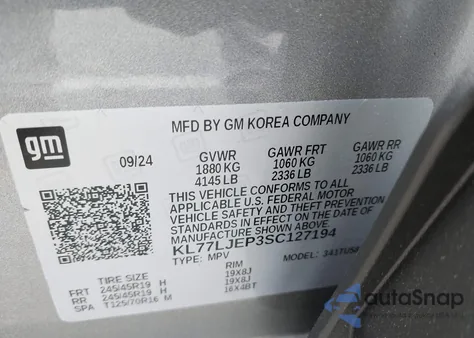 MFD BY GM KOREA COMPANY
gm
09/24 GVWR GAWR FRT GAWR RR
1880 KG 1060 KG 1060 KG
4145 LB 2336 LB 2336 LB
THIS VEHICLE CONFORMS TO ALL
APPLICABLE U.S. FEDERAL MOTOR
VEHICLE SAFETY AND THEFT
PREVENTION STANDARDS IN EFFECT
ON THE DATE OF MANUFACTURE
SHOWN ABOVE
KL77LJEP3SC127194
TYPE: MPV MODEL:
TIRE SIZE RIM
FRT 245/45R19 H 19X8J
RR 245/45R19 H 19X8J
SPA T125/70R16 M 16X4BT
autoSnap